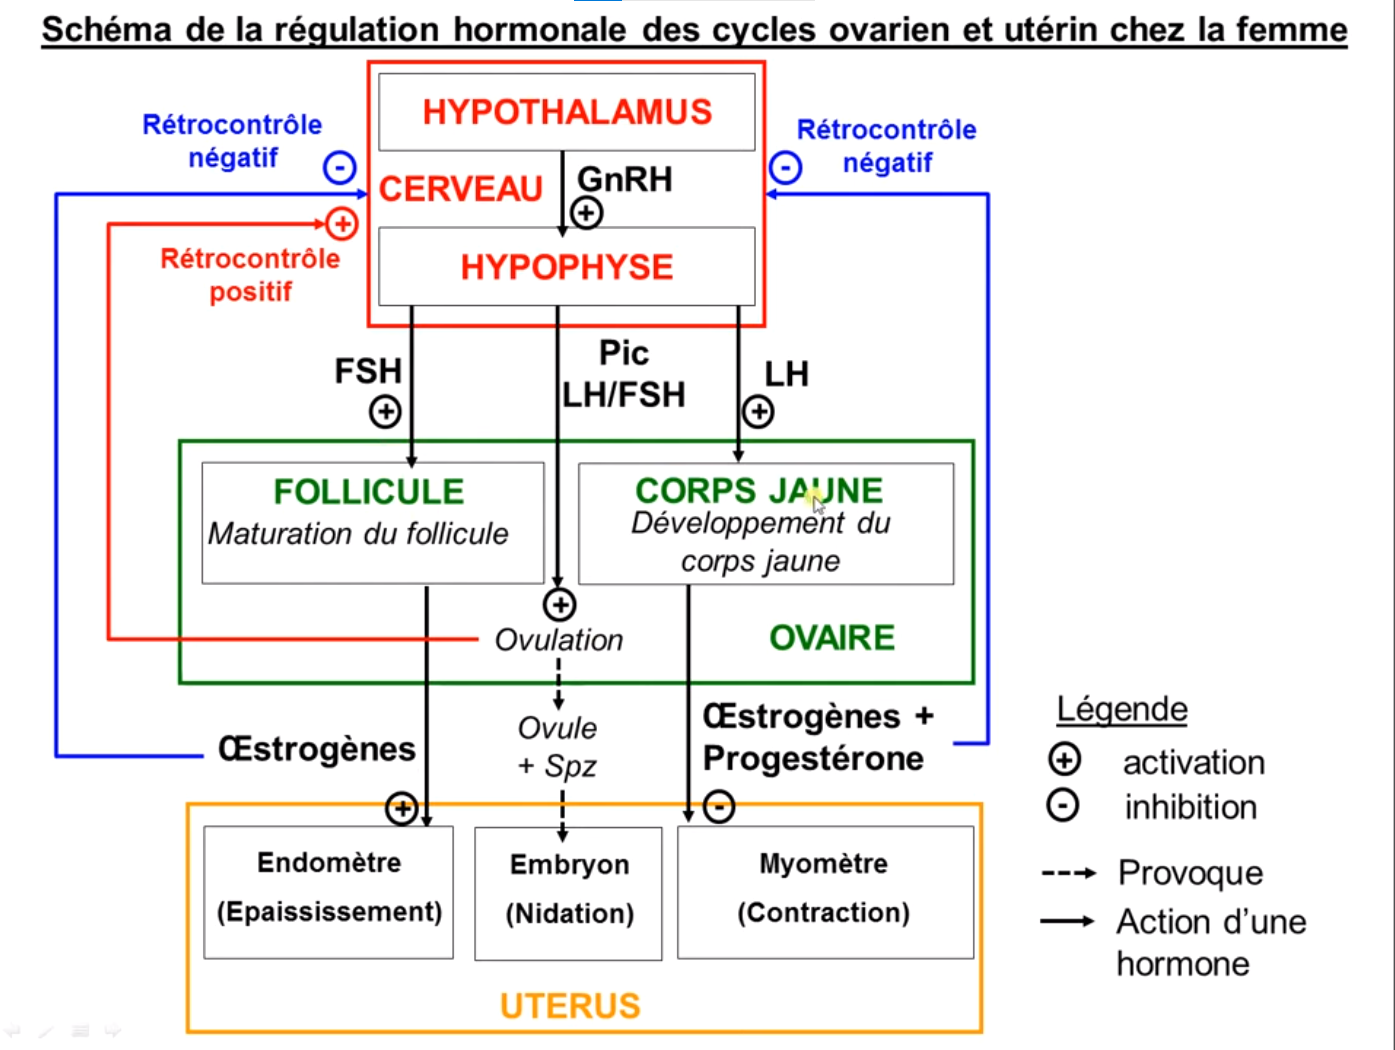 Schéma de la régulation hormonale des cycles ovarien et utérin chez la femme
HYPOTHALAMUS
Rétrocontrôle
négatif
-
Rétrocontrôle
négatif
-
CERVEAU
GnRH
+
+
Rétrocontrôle
positif
HYPOPHYSE
FSH
+
Pic
LH/FSH
LH
+
FOLLICULE
Maturation du follicule
CORPS JAUNE
Développement du
corps jaune
+
Ovulation
OVAIRE
Œstrogènes
Ovule
+ Spz
Œstrogènes +
Progestérone
+
-
Endomètre
(Epaississement)
Embryon
(Nidation)
Myomètre
(Contraction)
UTERUS
Légende
+ activation
- inhibition
Provoque
Action d’une
hormone